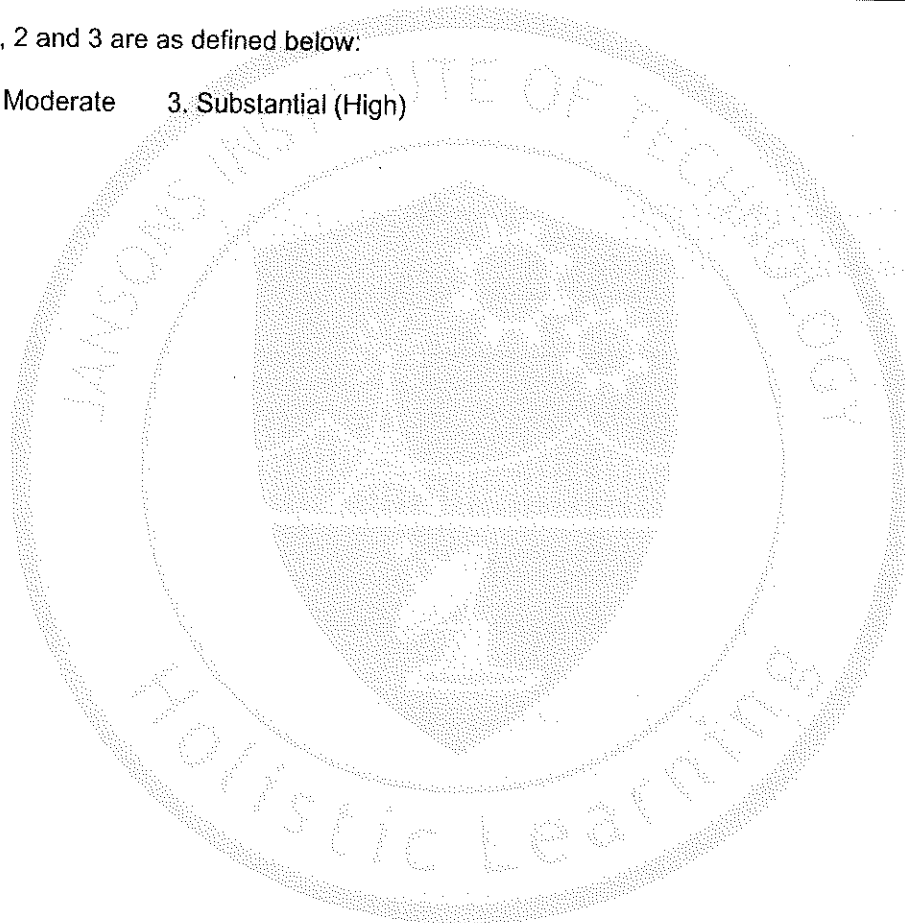 , 2 and 3 are as defined below:
Moderate 3. Substantial (High)
JANSONS INSTITUTE OF TECHNOLOGY
Holistic Learning